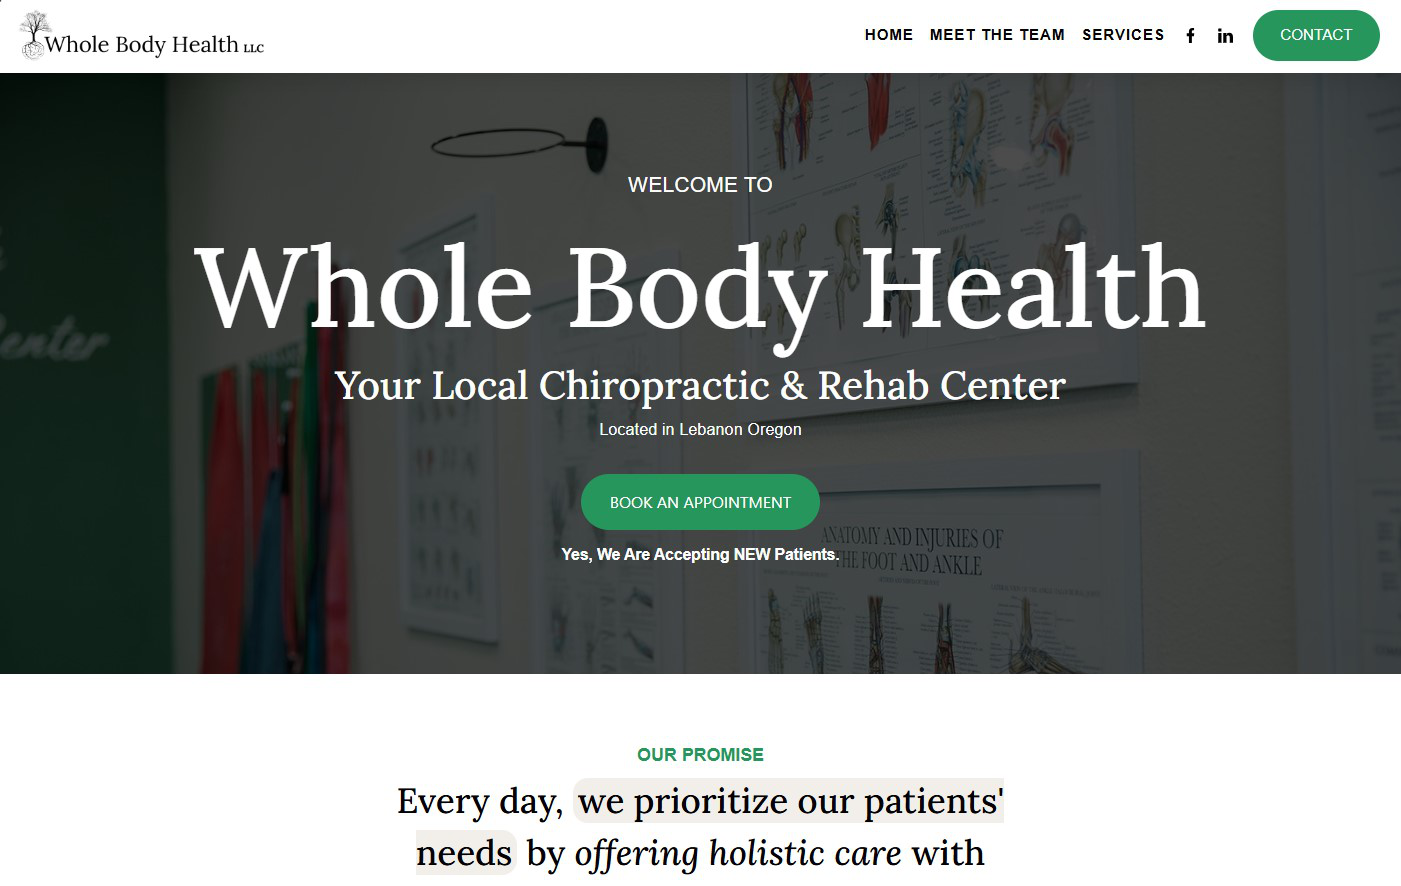 Whole Body Health LLC
HOME MEET THE TEAM SERVICES CONTACT
WELCOME TO
Whole Body Health
Your Local Chiropractic & Rehab Center
Located in Lebanon Oregon
BOOK AN APPOINTMENT
Yes, We Are Accepting NEW Patients.
enter
ANATOMY AND INJURIES OF
THE FOOT AND ANKLE
OUR PROMISE
Every day, we prioritize our patients'
needs by offering holistic care with